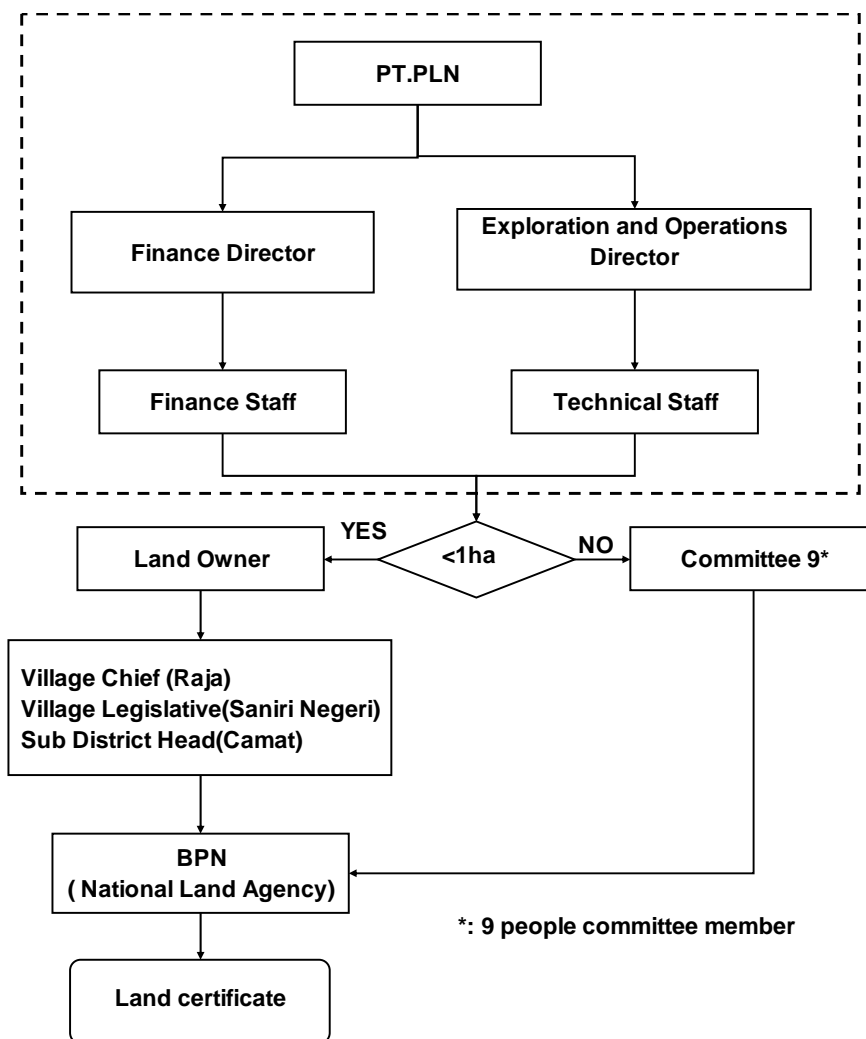 PT.PLN
Finance Director
Exploration and Operations
Director
Finance Staff
Technical Staff
YES
<1ha
NO
Land Owner
Committee 9*
Village Chief (Raja)
Village Legislative(Saniri Negeri)
Sub District Head(Camat)
BPN
( National Land Agency)
*: 9 people committee member
Land certificate